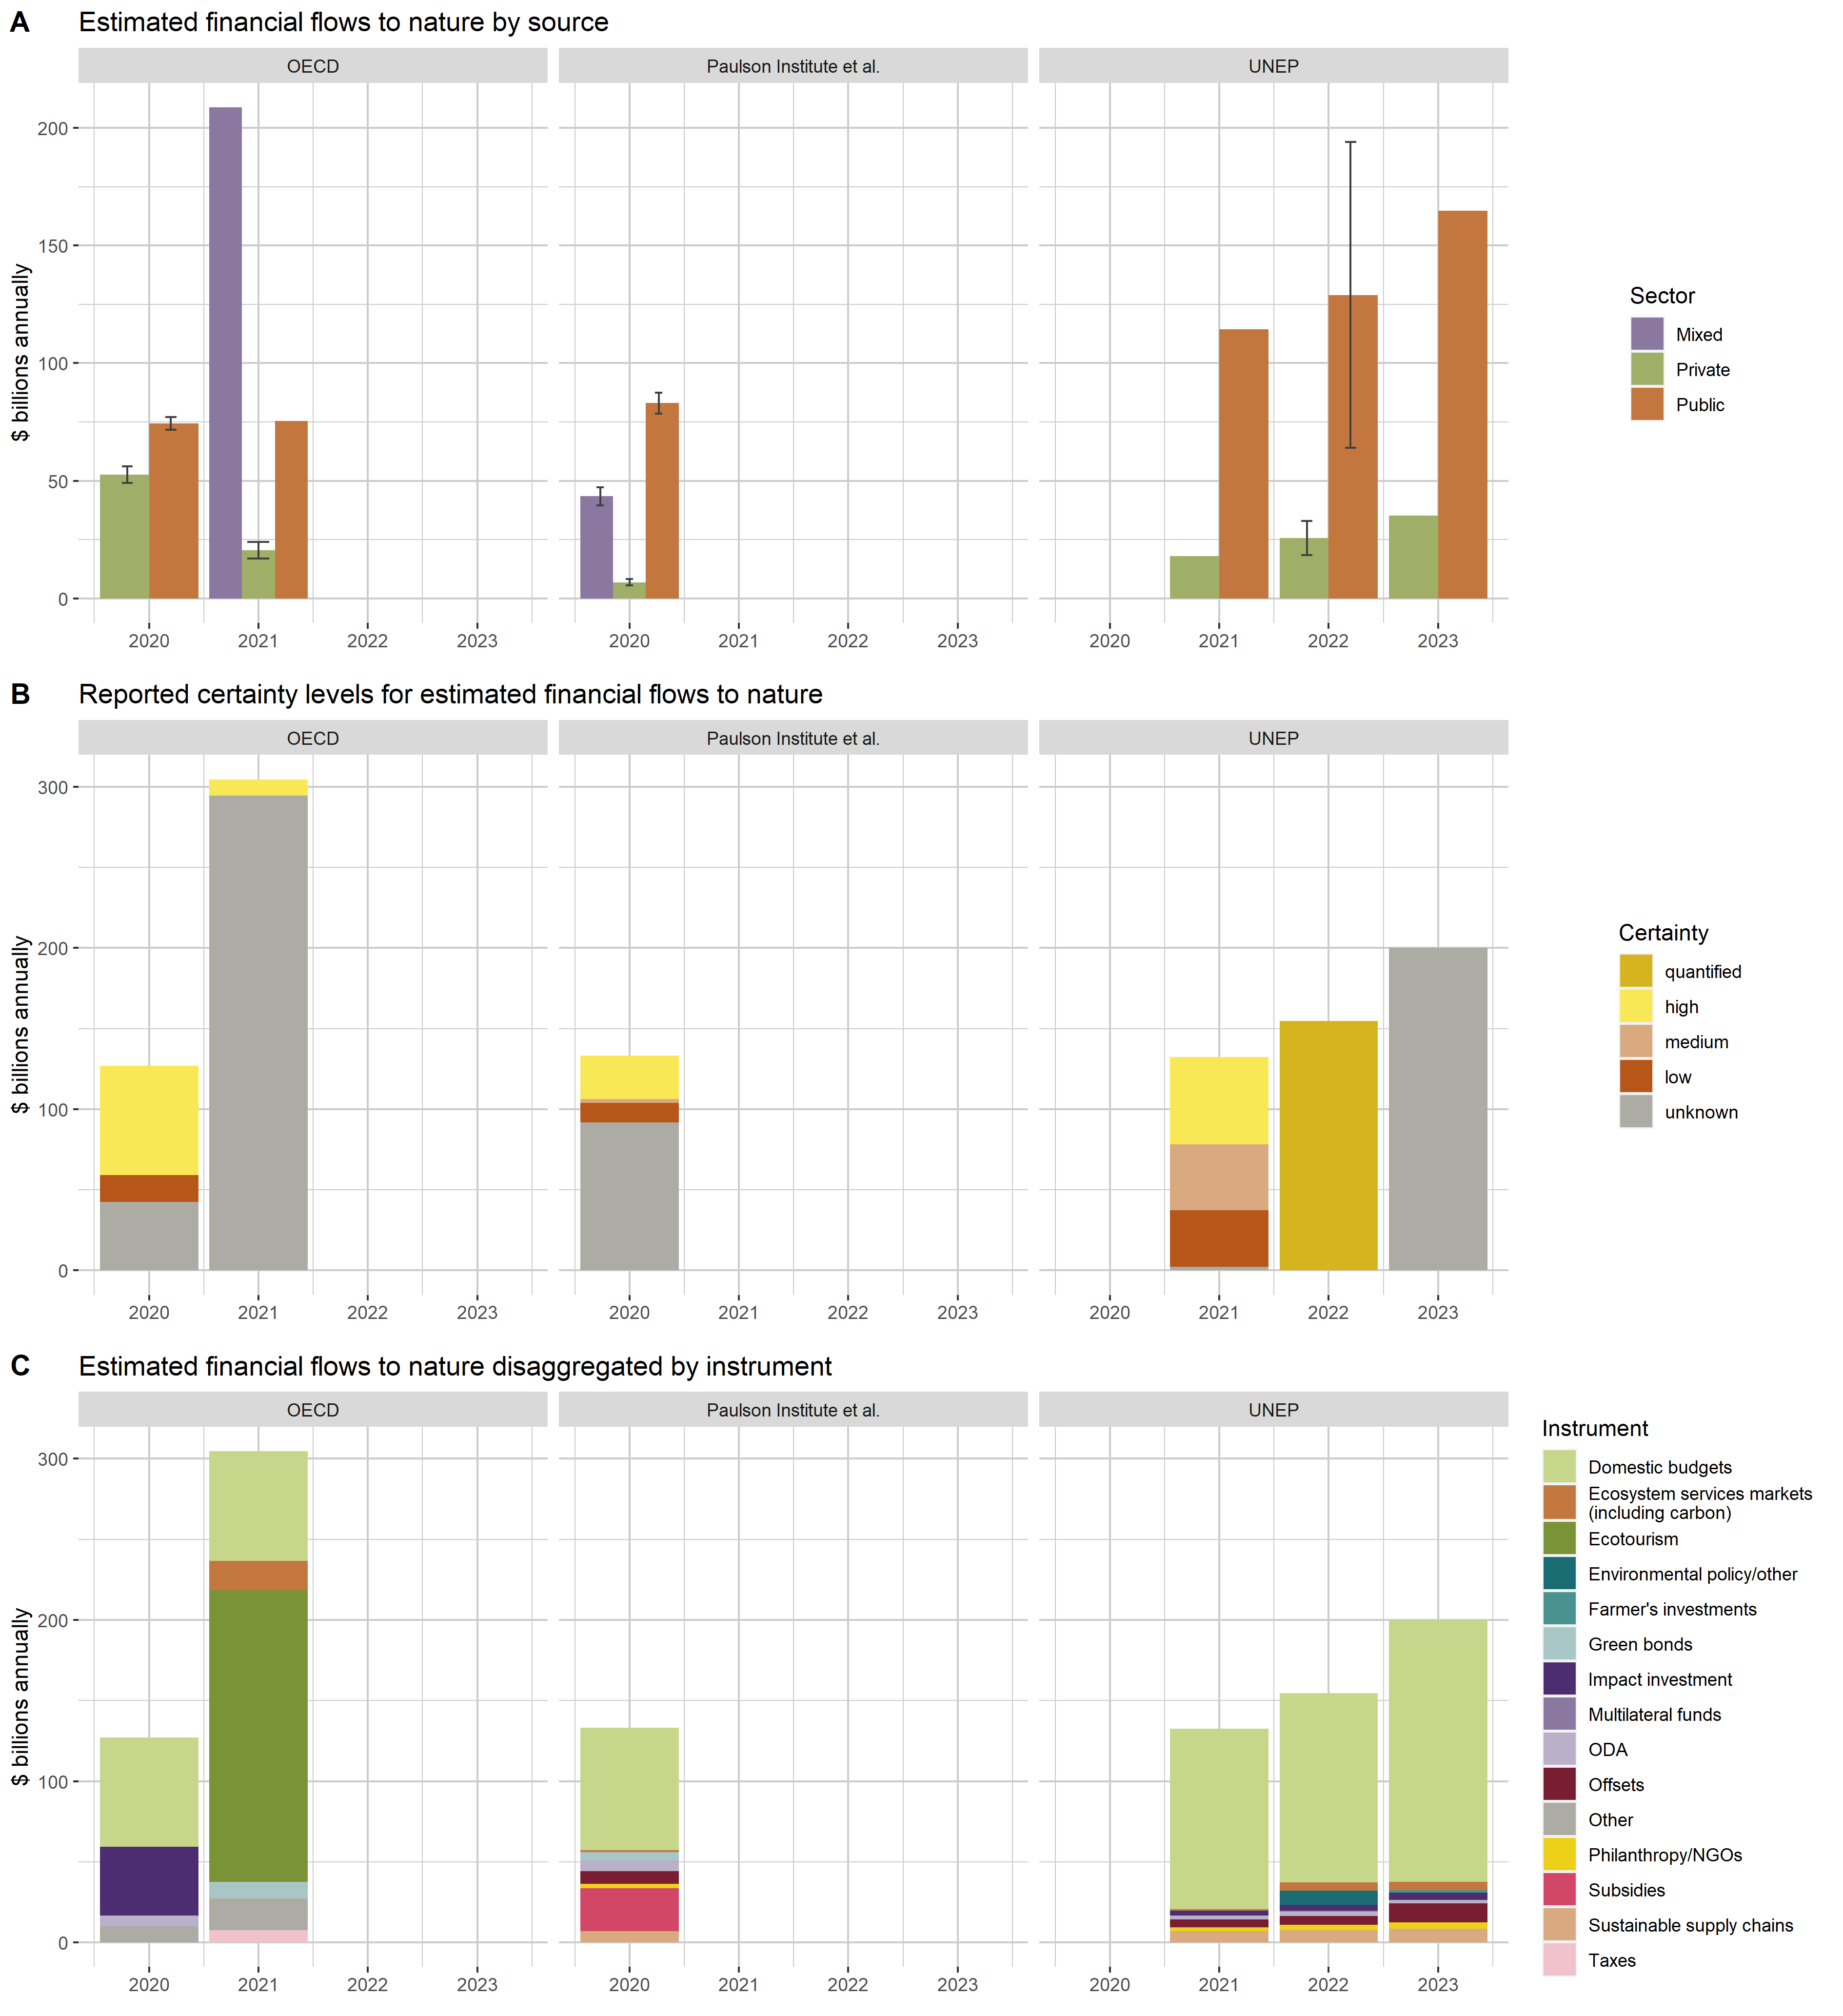 A Estimated financial flows to nature by source
OECD Paulson Institute et al. UNEP
$ billions annually
200
150
100
50
0
2020 2021 2022 2023 2020 2021 2022 2023 2020 2021 2022 2023
Sector
Mixed
Private
Public
B Reported certainty levels for estimated financial flows to nature
OECD Paulson Institute et al. UNEP
$ billions annually
300
200
100
0
2020 2021 2022 2023 2020 2021 2022 2023 2020 2021 2022 2023
Certainty
quantified
high
medium
low
unknown
C Estimated financial flows to nature disaggregated by instrument
OECD Paulson Institute et al. UNEP
$ billions annually
300
200
100
0
2020 2021 2022 2023 2020 2021 2022 2023 2020 2021 2022 2023
Instrument
Domestic budgets
Ecosystem services markets
(including carbon)
Ecotourism
Environmental policy/other
Farmer's investments
Green bonds
Impact investment
Multilateral funds
ODA
Offsets
Other
Philanthropy/NGOs
Subsidies
Sustainable supply chains
Taxes